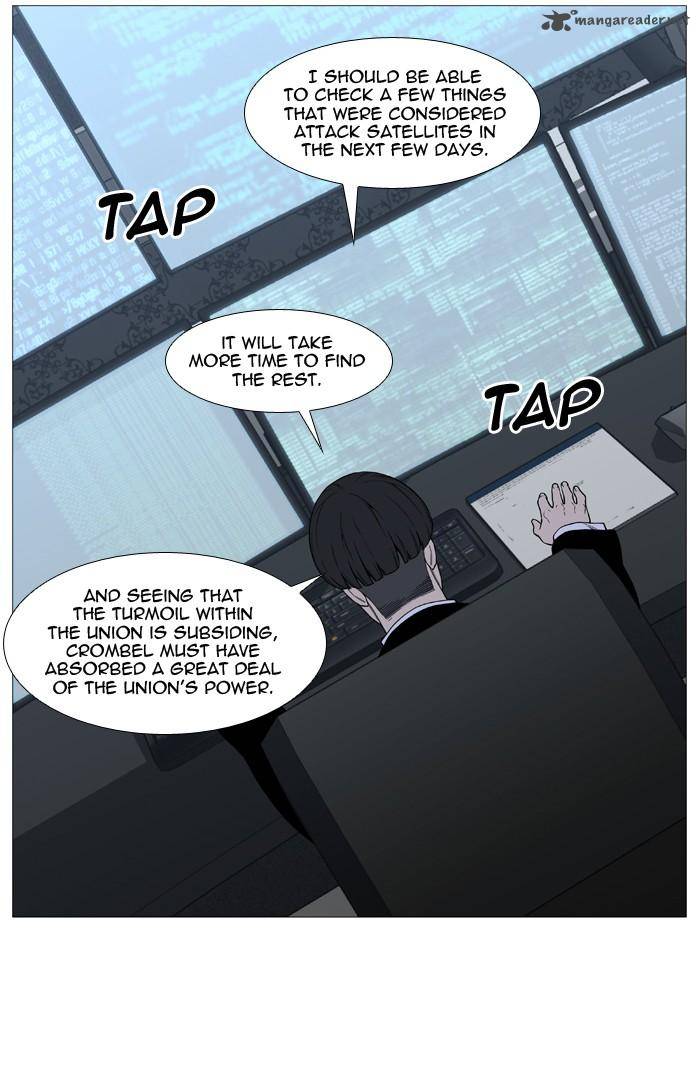 mangareader.net
I SHOULD BE ABLE
TO CHECK A FEW THINGS
THAT WERE CONSIDERED
ATTACK SATELLITES IN
THE NEXT FEW DAYS.
TAP
IT WILL TAKE
MORE TIME TO FIND
THE REST.
TAP
AND SEEING THAT
THE TURMOIL WITHIN
THE UNION IS SUBSIDING,
CROMBEL MUST HAVE
ABSORBED A GREAT DEAL
OF THE UNION'S POWER.